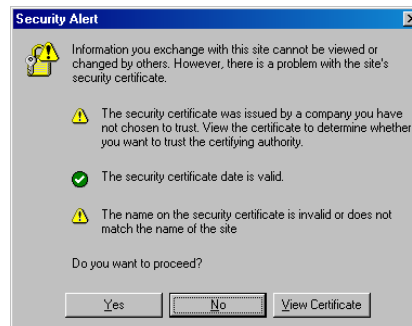 Security Alert
Information you exchange with this site cannot be viewed or
changed by others. However, there is a problem with the site's
security certificate.
The security certificate was issued by a company you have
not chosen to trust. View the certificate to determine whether
you want to trust the certifying authority.
The security certificate date is valid.
The name on the security certificate is invalid or does not
match the name of the site
Do you want to proceed?
Yes No View Certificate